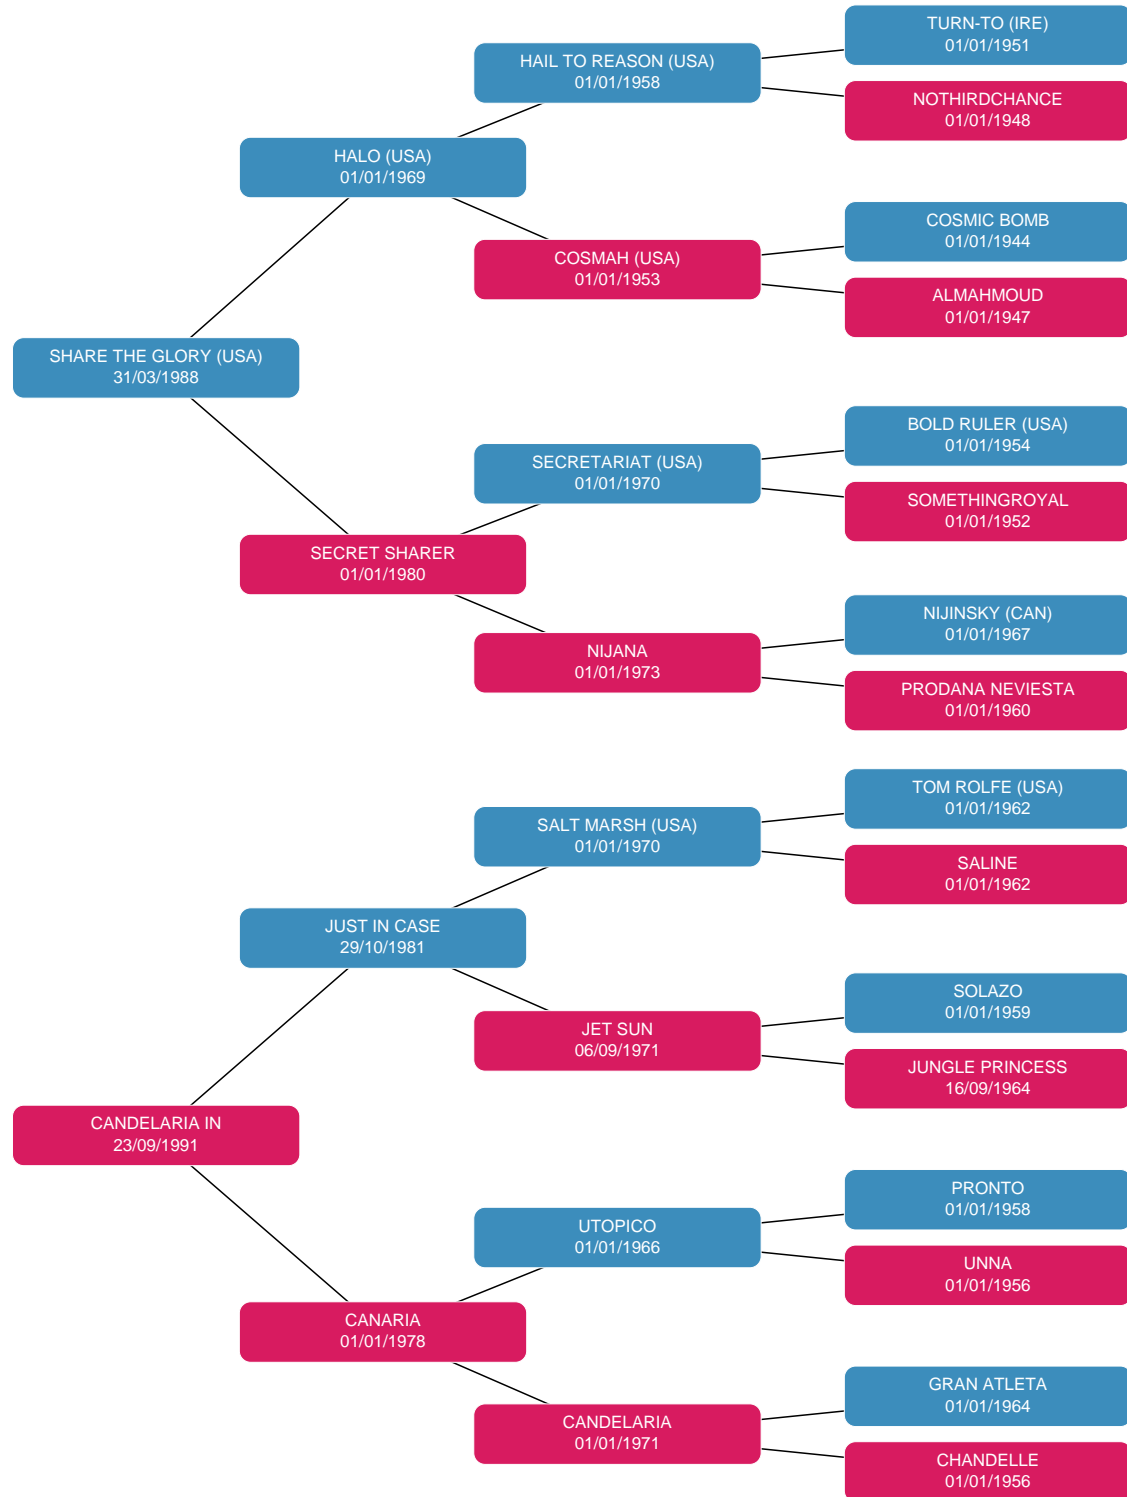 TURN-TO (IRE)
01/01/1951
HAIL TO REASON (USA)
01/01/1958
NOTHIRDCHANCE
01/01/1948
HALO (USA)
01/01/1969
COSMIC BOMB
01/01/1944
COSMAH (USA)
01/01/1953
ALMAHMOUD
01/01/1947
SHARE THE GLORY (USA)
31/03/1988
BOLD RULER (USA)
01/01/1954
SECRETARIAT (USA)
01/01/1970
SOMETHINGROYAL
01/01/1952
SECRET SHARER
01/01/1980
NIJINSKY (CAN)
01/01/1967
NIJANA
01/01/1973
PRODANA NEVIESTA
01/01/1960
TOM ROLFE (USA)
01/01/1962
SALT MARSH (USA)
01/01/1970
SALINE
01/01/1962
JUST IN CASE
29/10/1981
SOLAZO
01/01/1959
JET SUN
06/09/1971
JUNGLE PRINCESS
16/09/1964
CANDELARIA IN
23/09/1991
PRONTO
01/01/1958
UTOPICO
01/01/1966
UNNA
01/01/1956
CANARIA
01/01/1978
GRAN ATLETA
01/01/1964
CANDELARIA
01/01/1971
CHANDELLE
01/01/1956